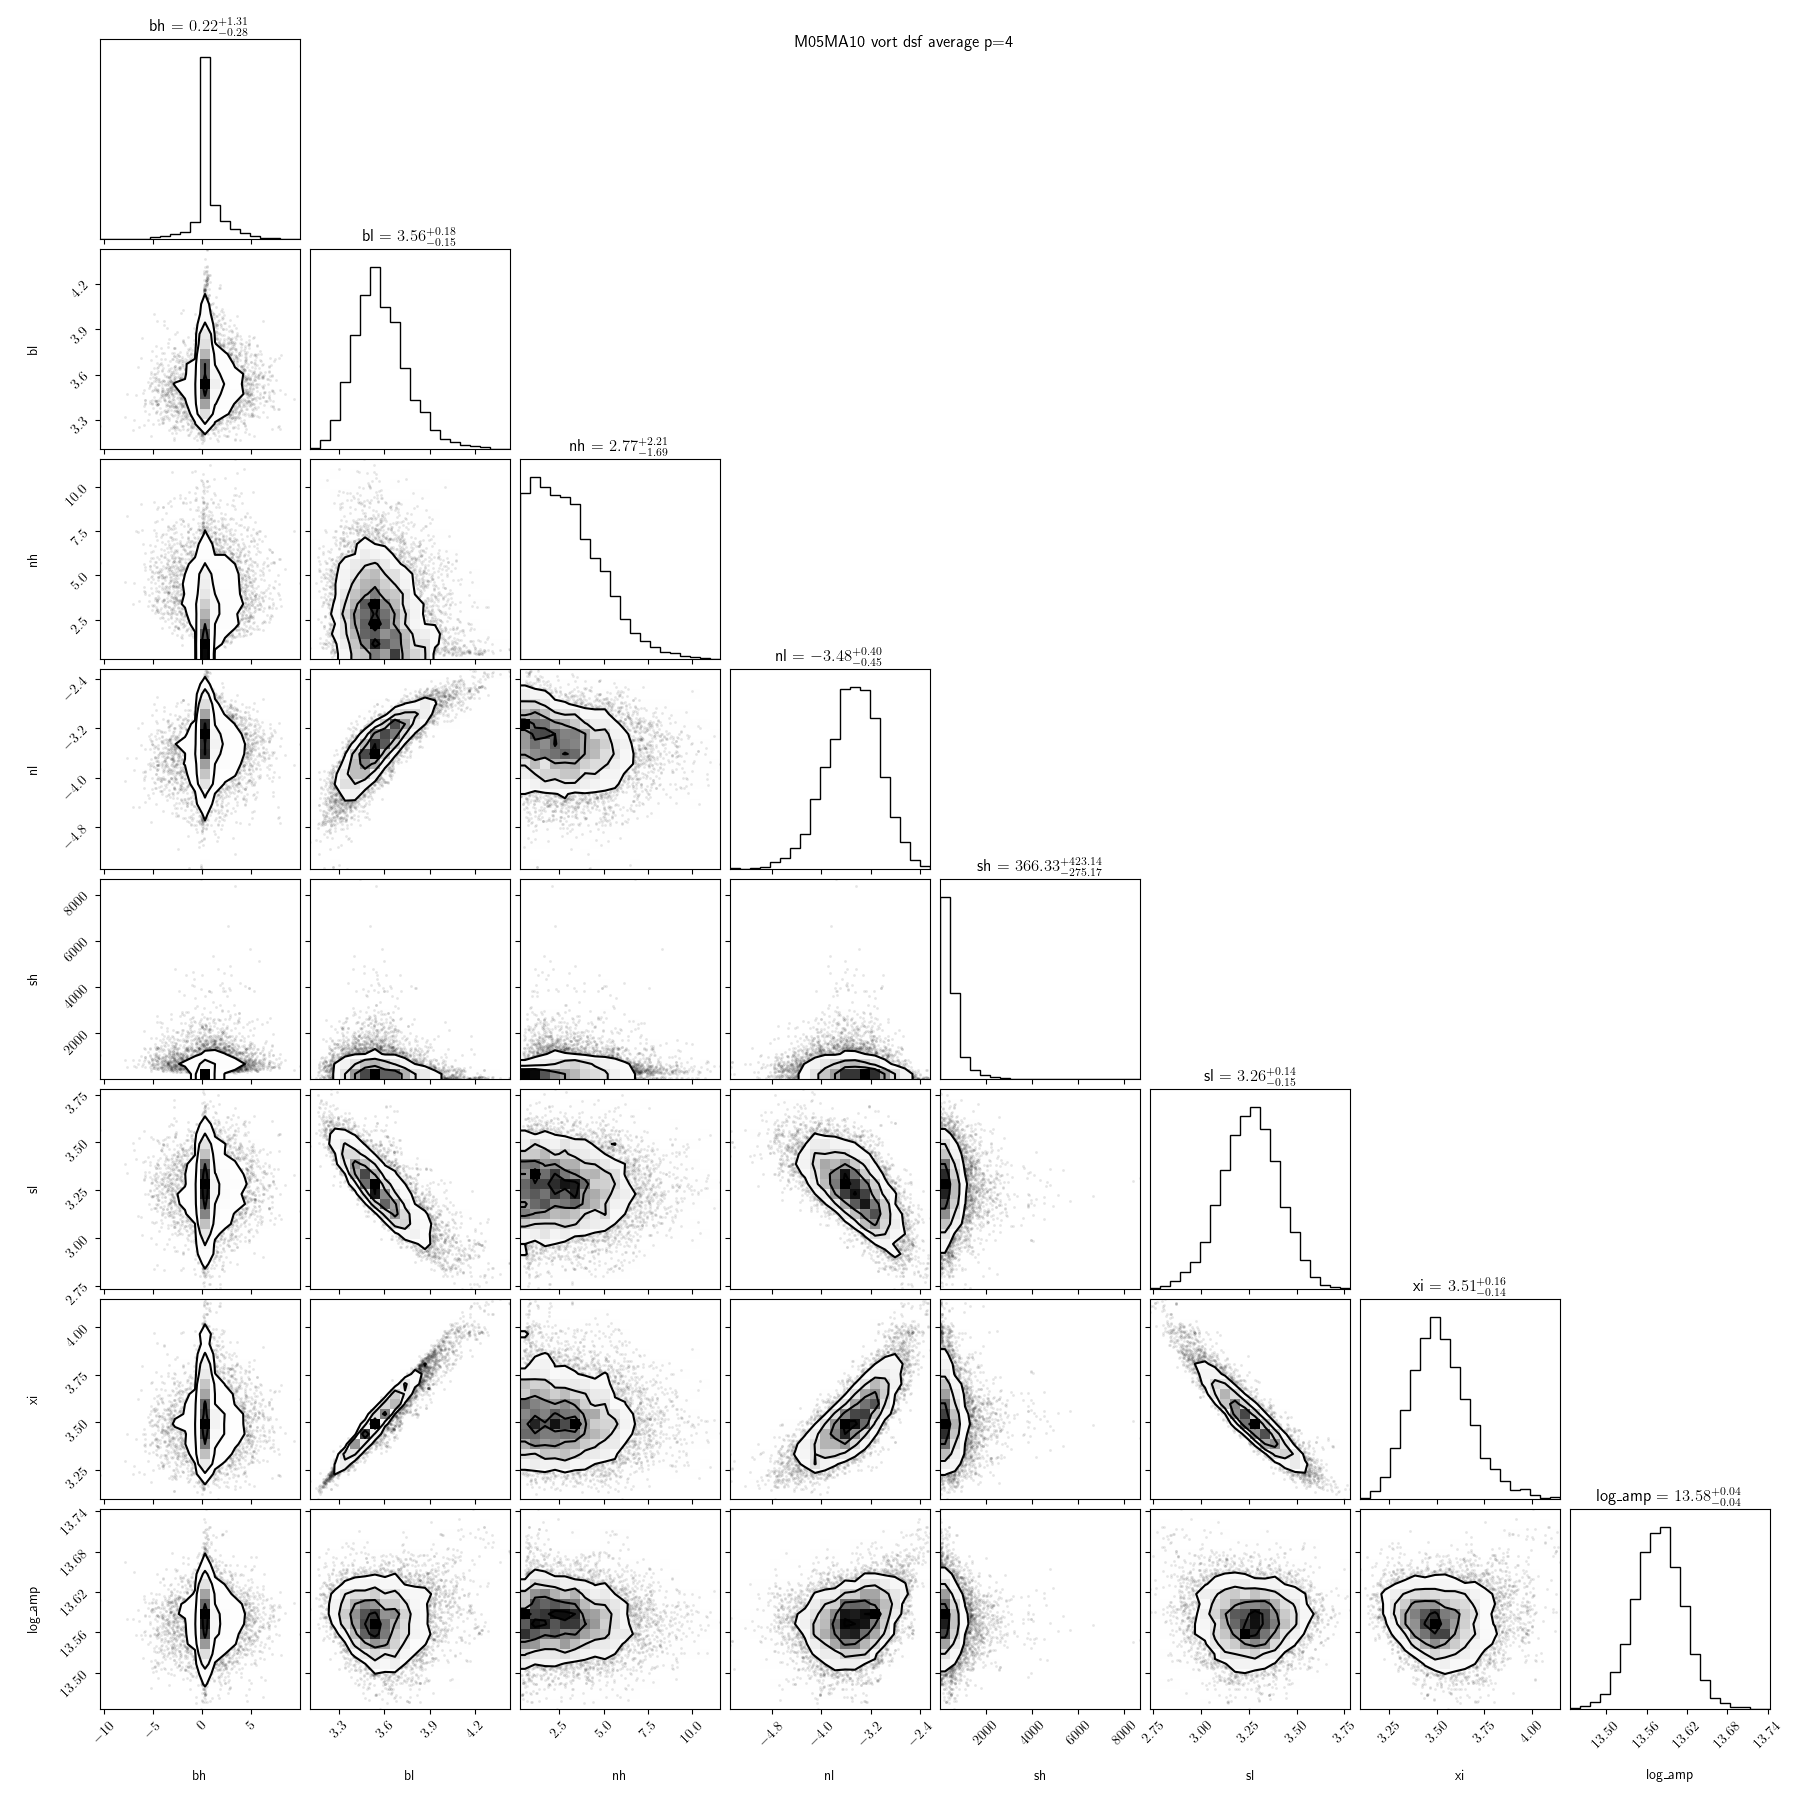 bh = 0.22+1.31 −0.28
M05MA10 vort dsf average p=4
bl = 3.56+0.18 −0.15
4.2
3.9
3.6
3.3
bl
nh = 2.77+2.21 −1.69
10.0
7.5
5.0
2.5
nh
nl = −3.48+0.40 −0.45
−2.4
−3.2
−4.0
−4.8
nl
sh = 366.33+423.14 −275.17
8000
6000
4000
2000
sh
sl = 3.26+0.14 −0.15
3.75
3.50
3.25
3.00
2.75
sl
xi = 3.51+0.16 −0.14
4.00
3.75
3.50
3.25
xi
log_amp = 13.58+0.04 −0.04
13.74
13.68
13.62
13.56
13.50
log_amp
−10 −5 0 5 3.3 3.6 3.9 4.2 2.5 5.0 7.5 10.0 −4.8 −4.0 −3.2 −2.4 2000 4000 6000 8000 2.75 3.00 3.25 3.50 3.75 3.25 3.50 3.75 4.00 13.50 13.56 13.62 13.68 13.74
bh bl nh nl sh sl xi log_amp